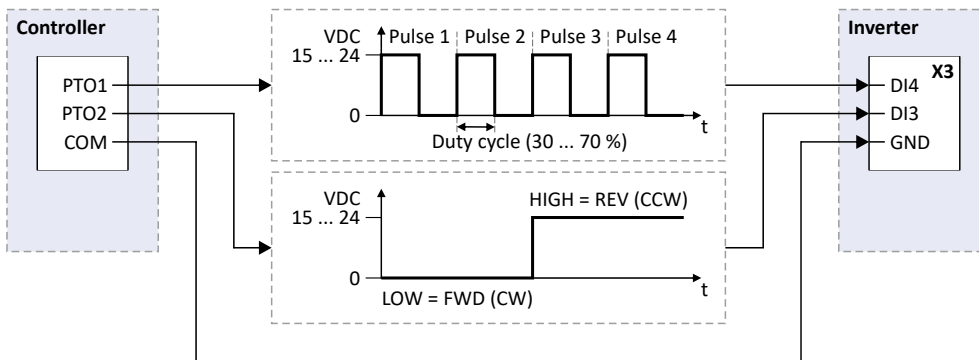 Controller
PTO1
PTO2
COM
VDC
15 ... 24
0
Pulse 1 Pulse 2 Pulse 3 Pulse 4
t
Duty cycle (30 ... 70 %)
VDC
15 ... 24
0
HIGH = REV (CCW)
t
LOW = FWD (CW)
Inverter
X3
DI4
DI3
GND